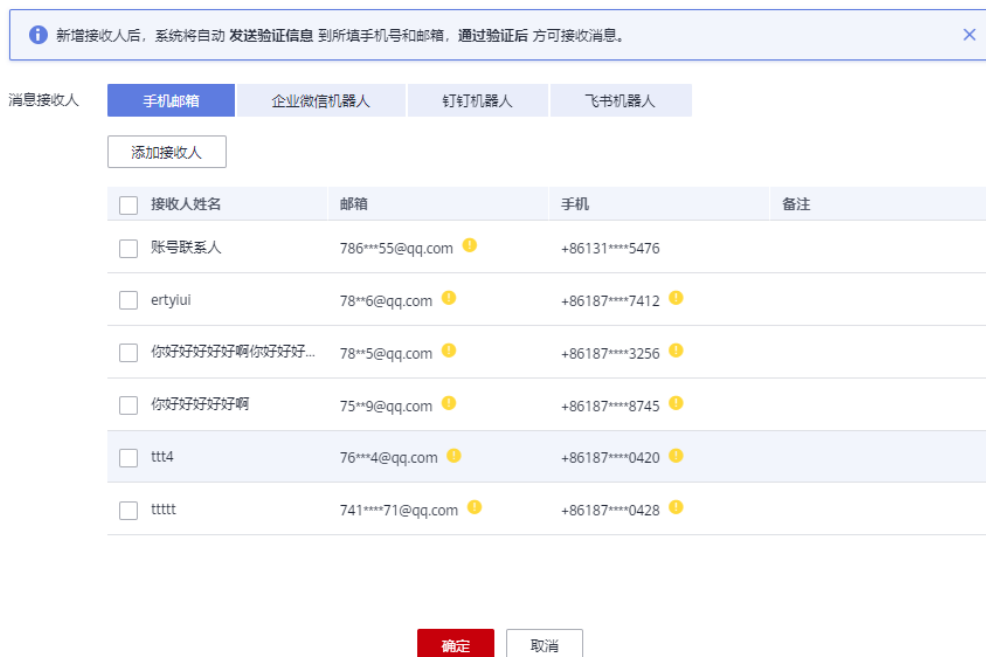 新增接收人后，系统将自动 发送验证信息 到所填手机号和邮箱，通过验证后 方可接收消息。
消息接收人 手机邮箱 企业微信机器人 钉钉机器人 飞书机器人
添加接收人
接收人姓名 邮箱 手机 备注
账号联系人 786***55@qq.com +86131****5476
ertyiui 78**6@qq.com +86187****7412
你好好好好好啊你好好好... 78**5@qq.com +86187****3256
你好好好好好啊 75**9@qq.com +86187****8745
ttt4 76***4@qq.com +86187****0420
ttttt 741****71@qq.com +86187****0428
确定 取消